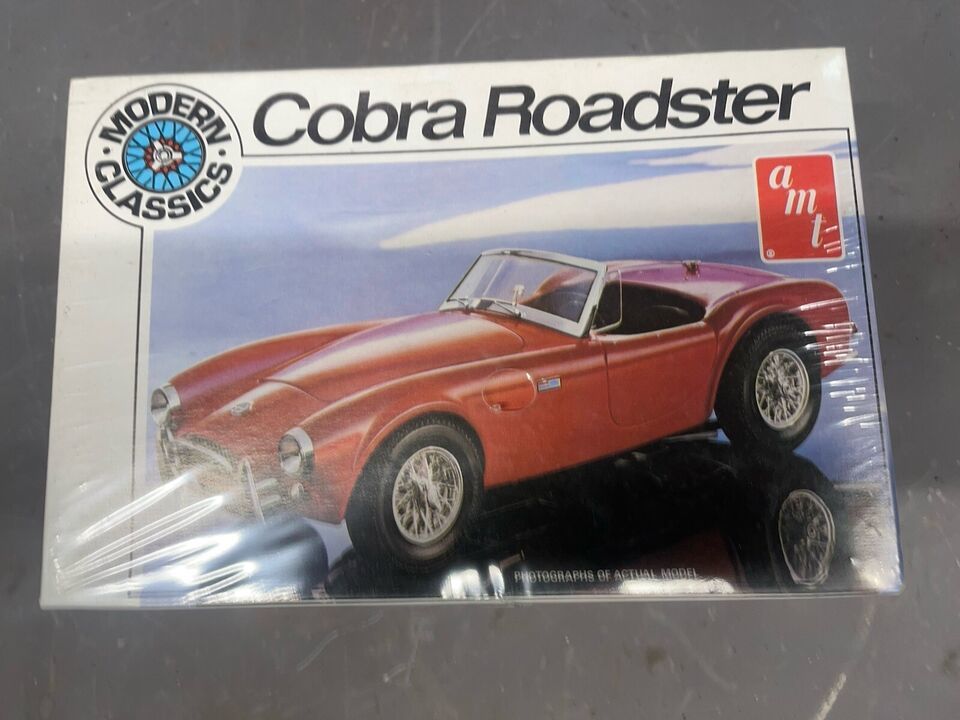 MODERN
CLASSICS
Cobra Roadster
amt
®
PHOTOGRAPHS OF ACTUAL MODEL